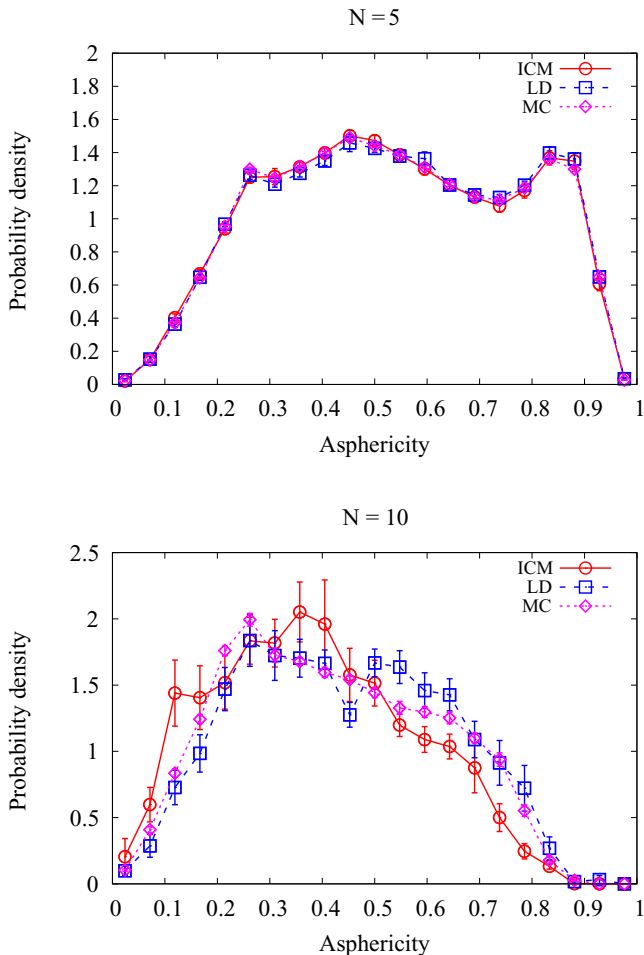 N = 5
Probability density
2
1.8
1.6
1.4
1.2
1
0.8
0.6
0.4
0.2
0
ICM
LD
MC
0 0.1 0.2 0.3 0.4 0.5 0.6 0.7 0.8 0.9 1
Asphericity
N = 10
Probability density
2.5
2
1.5
1
0.5
0
ICM
LD
MC
0 0.1 0.2 0.3 0.4 0.5 0.6 0.7 0.8 0.9 1
Asphericity